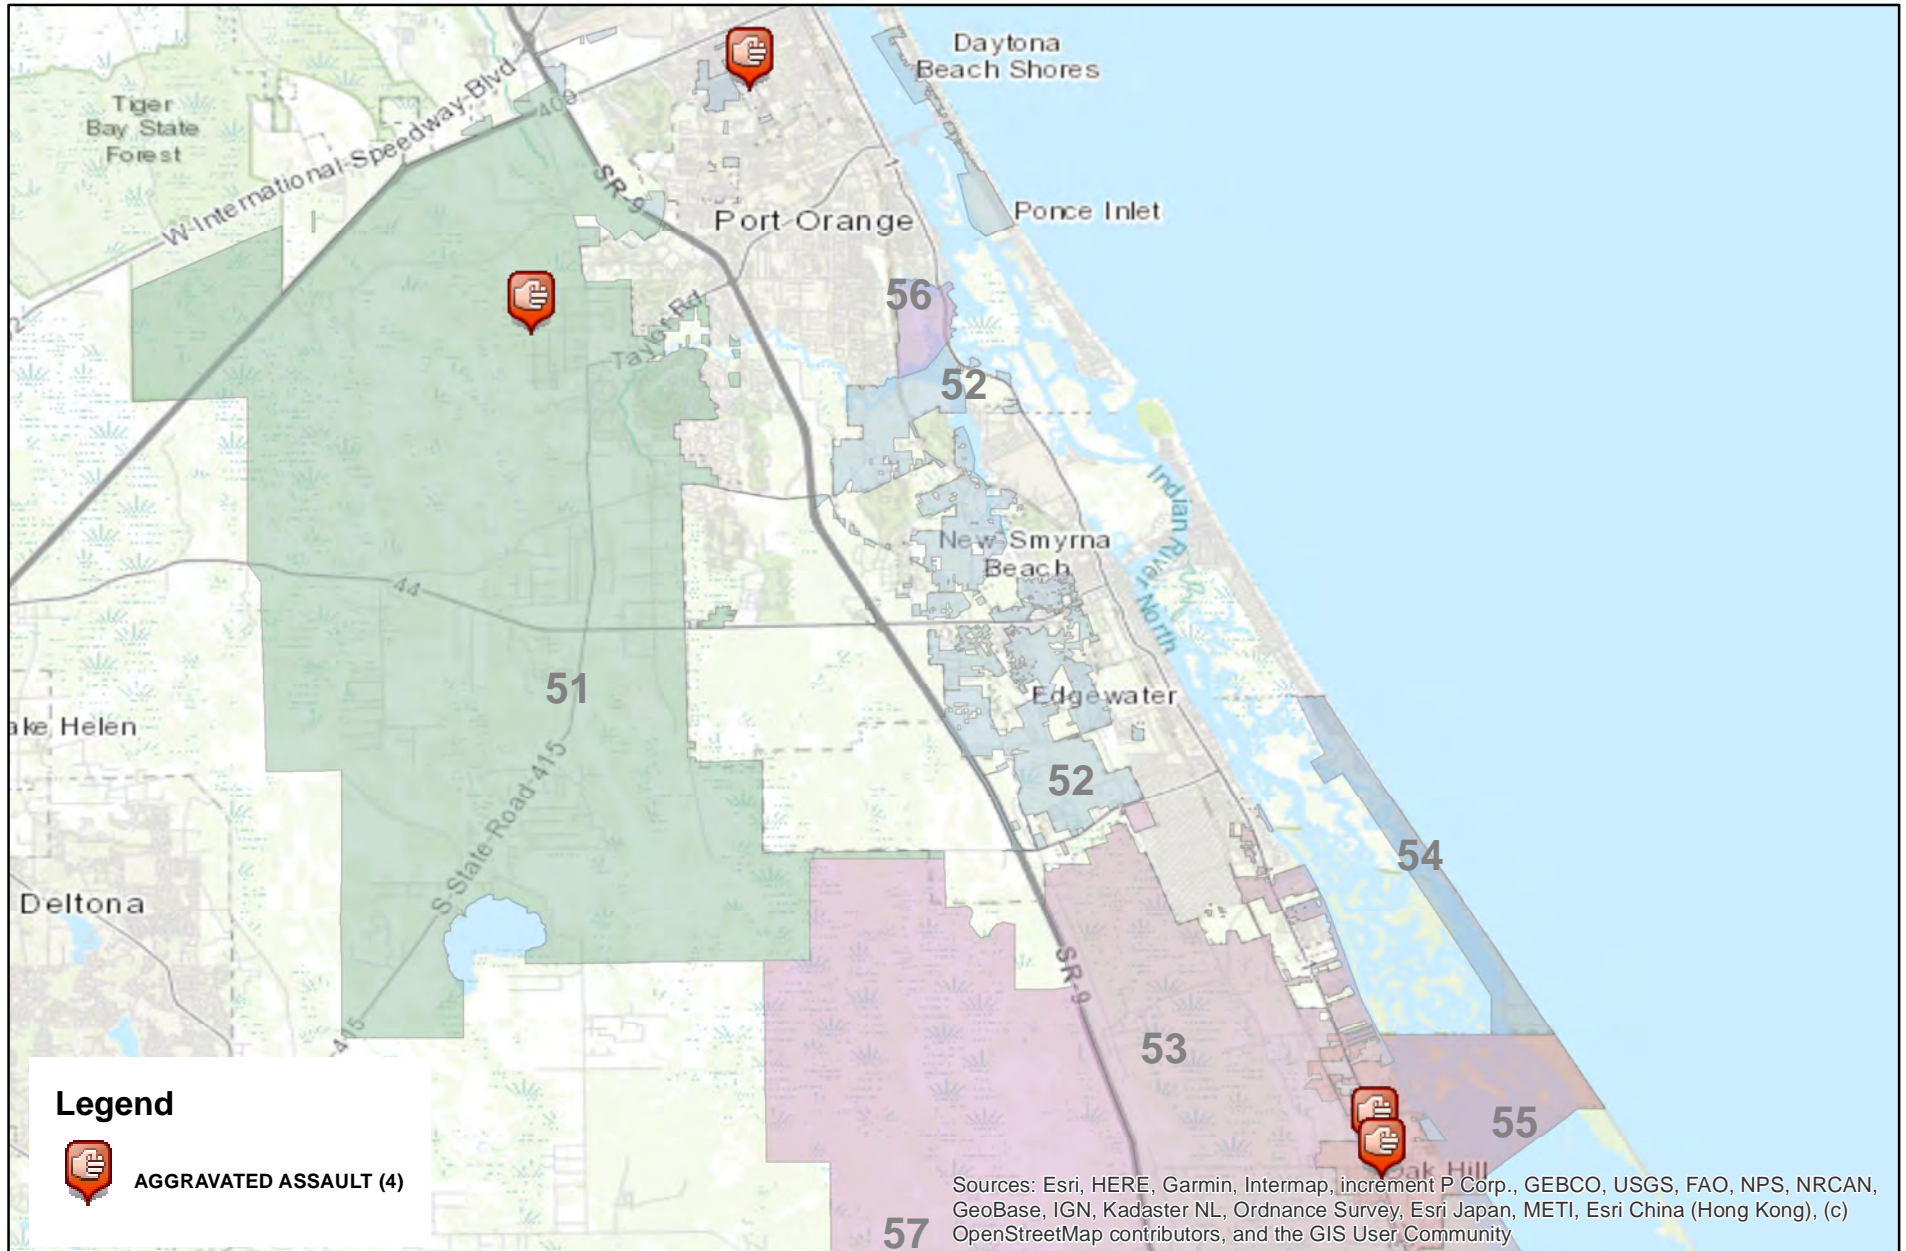 Daytona
Beach Shores
Tiger
Bay State
Forest
W-International-Speedway-Blvd
400
SR-9
1
Port Orange
Ponce Inlet
56
Taylor Rd
52
Indian River North
New Smyrna
Beach
44
51
Edgewater
ake Helen
52
S-State-Road-415
54
Deltona
SR-9
53
415
55
Oak Hill
57
Legend
AGGRAVATED ASSAULT (4)
Sources: Esri, HERE, Garmin, Intermap, increment P Corp., GEBCO, USGS, FAO, NPS, NRCAN,
GeoBase, IGN, Kadaster NL, Ordnance Survey, Esri Japan, METI, Esri China (Hong Kong), (c)
OpenStreetMap contributors, and the GIS User Community